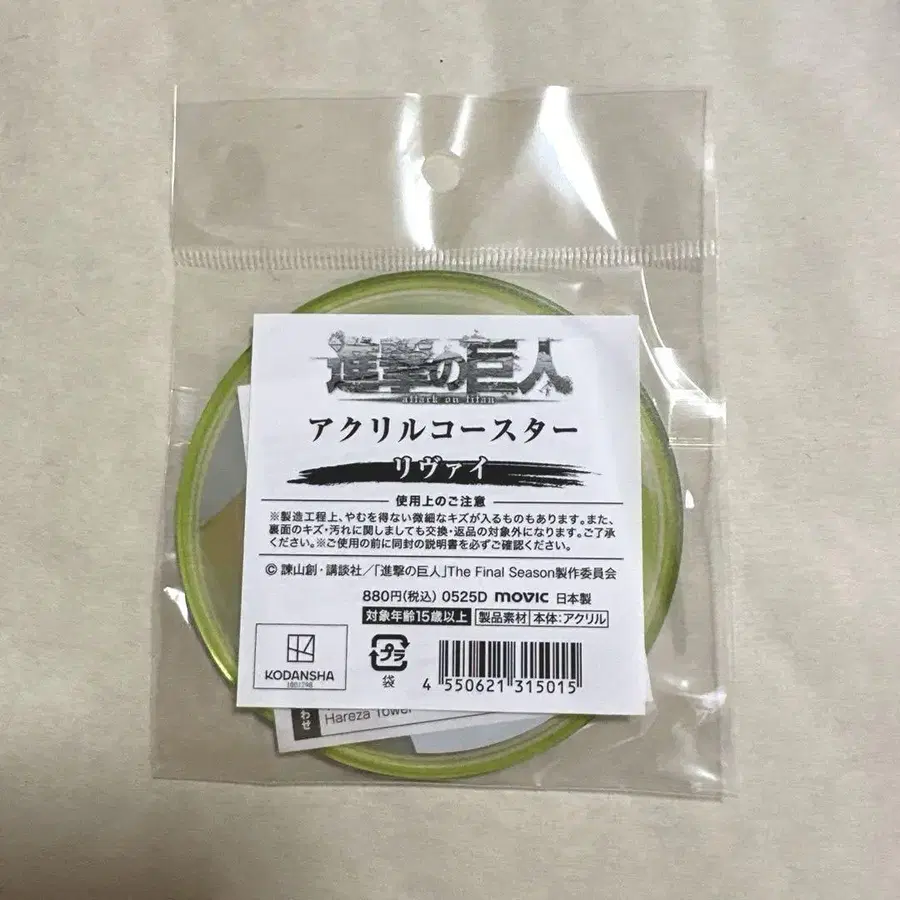 進撃の巨人
attack on titan
アクリルコースター
リヴァイ
使用上のご注意
※製造工程上、やむを得ない微細なキズが入るものもあります。また、
裏面のキズ・汚れに関しましても交換・返品の対象外になります。ご了承
ください。※ご使用の前に同封の説明書を必ずご確認ください。
© 諫山創・講談社／「進撃の巨人」The Final Season製作委員会
880円(税込) 0525D movic 日本製
対象年齢15歳以上 製品素材 本体：アクリル
KODANSHA
プラ
袋
4 550621 315015
わせ
Hareza Tower